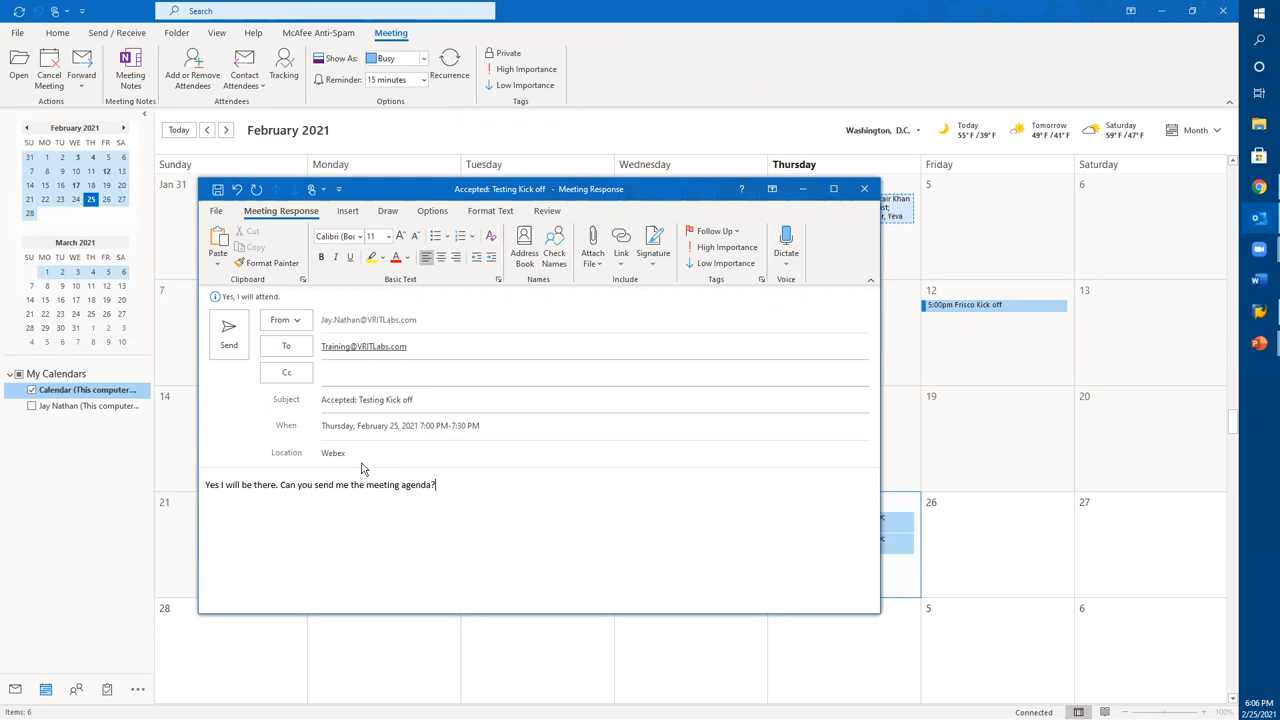 Search
File Home Send / Receive Folder View Help McAfee Anti-Spam Meeting
Open
Cancel Meeting
Forward
Actions
Meeting Notes
Meeting Notes
Add or Remove Attendees
Contact Attendees
Tracking
Attendees
Show As: Busy
Reminder: 15 minutes
Recurrence
Options
Private
High Importance
Low Importance
Tags
February 2021
SU MO TU WE TH FR SA
31 1 2 3 4 5 6
7 8 9 10 11 12 13
14 15 16 17 18 19 20
21 22 23 24 25 26 27
28
March 2021
SU MO TU WE TH FR SA
1 2 3 4 5 6
7 8 9 10 11 12 13
14 15 16 17 18 19 20
21 22 23 24 25 26 27
28 29 30 31 1 2 3
4 5 6 7 8 9 10
My Calendars
Calendar (This computer...
Jay Nathan (This computer...
Today
February 2021
Washington, D.C.
Today
55°F/39°F
Tomorrow
49°F/41°F
Saturday
59°F/47°F
Month
Sunday Monday Tuesday Wednesday Thursday Friday Saturday
Jan 31
5
6
Khan
Yeva
7
12
5:00pm Frisco Kick off
13
14
19
20
21
26
27
28
5
6
Accepted: Testing Kick off - Meeting Response
File Meeting Response Insert Draw Options Format Text Review
Paste
Cut
Copy
Format Painter
Clipboard
Calibri (Boc 11
B I U
Basic Text
Address Book
Check Names
Attach File
Link
Signature
Include
Follow Up
High Importance
Low Importance
Tags
Dictate
Voice
Yes, I will attend.
Send
From
Jay.Nathan@VRITLabs.com
To
Training@VRITLabs.com
Cc
Subject
Accepted: Testing Kick off
When
Thursday, February 25, 2021 7:00 PM-7:30 PM
Location
Webex
Yes I will be there. Can you send me the meeting agenda?
Items: 6
Connected
100%
6:06 PM
2/25/2021